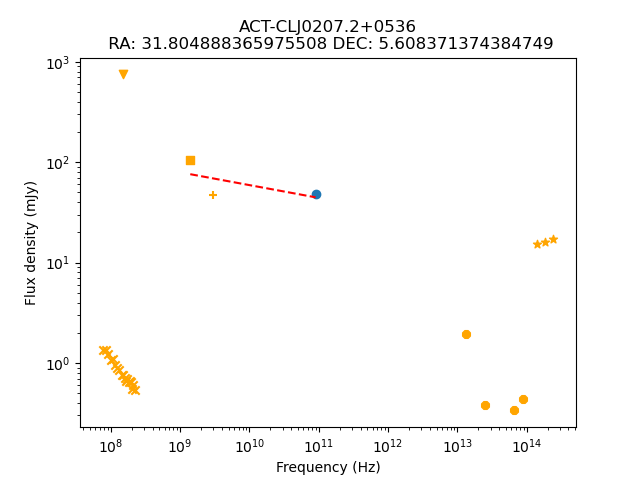 ACT-CLJ0207.2+0536
RA: 31.804888365975508 DEC: 5.608371374384749
Flux density (mJy)
10³
10²
10¹
10⁰
10⁸ 10⁹ 10¹⁰ 10¹¹ 10¹² 10¹³ 10¹⁴
Frequency (Hz)